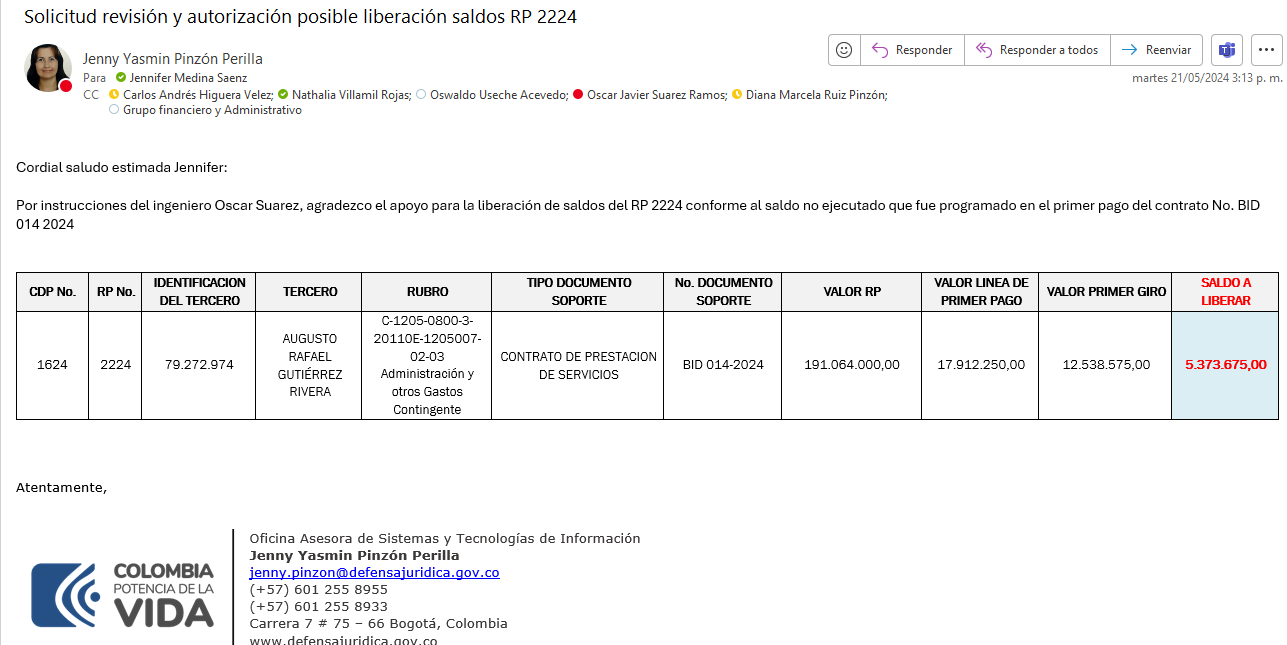 Solicitud revisión y autorización posible liberación saldos RP 2224
Jenny Yasmin Pinzón Perilla
Responder
Responder a todos
Reenviar
Para Jennifer Medina Saenz
martes 21/05/2024 3:13 p. m.
CC Carlos Andrés Higuera Velez; Nathalia Villamil Rojas; Oswaldo Useche Acevedo; Oscar Javier Suarez Ramos; Diana Marcela Ruiz Pinzón;
Grupo financiero y Administrativo
Cordial saludo estimada Jennifer:
Por instrucciones del ingeniero Oscar Suarez, agradezco el apoyo para la liberación de saldos del RP 2224 conforme al saldo no ejecutado que fue programado en el primer pago del contrato No. BID
014 2024
CDP No.
RP No.
IDENTIFICACION
DEL TERCERO
TERCERO
RUBRO
TIPO DOCUMENTO
SOPORTE
No. DOCUMENTO
SOPORTE
VALOR RP
VALOR LINEA DE
PRIMER PAGO
VALOR PRIMER GIRO
SALDO A
LIBERAR
1624
2224
79.272.974
AUGUSTO
RAFAEL
GUTIÉRREZ
RIVERA
C-1205-0800-3-
20110E-1205007-
02-03
Administración y
otros Gastos
Contingente
CONTRATO DE PRESTACION
DE SERVICIOS
BID 014-2024
191.064.000,00
17.912.250,00
12.538.575,00
5.373.675,00
Atentamente,
COLOMBIA
POTENCIA DE LA
VIDA
Oficina Asesora de Sistemas y Tecnologías de Información
Jenny Yasmin Pinzón Perilla
jenny.pinzon@defensajuridica.gov.co
(+57) 601 255 8955
(+57) 601 255 8933
Carrera 7 # 75 – 66 Bogotá, Colombia
www.defensajuridica.gov.co